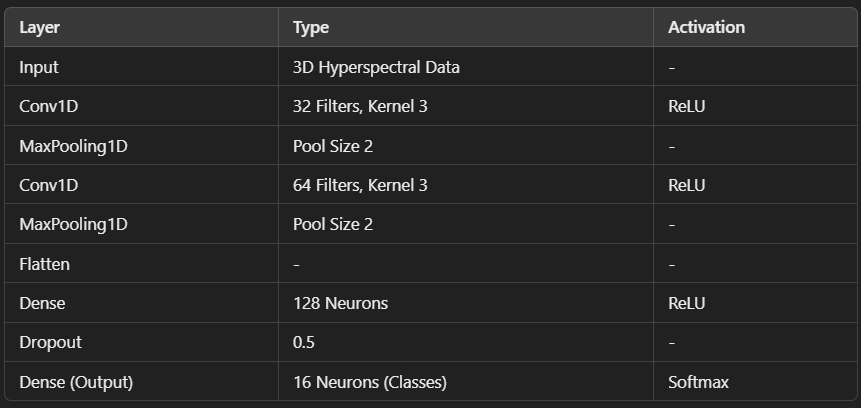 Layer Type Activation
Input 3D Hyperspectral Data -
Conv1D 32 Filters, Kernel 3 ReLU
MaxPooling1D Pool Size 2 -
Conv1D 64 Filters, Kernel 3 ReLU
MaxPooling1D Pool Size 2 -
Flatten - -
Dense 128 Neurons ReLU
Dropout 0.5 -
Dense (Output) 16 Neurons (Classes) Softmax